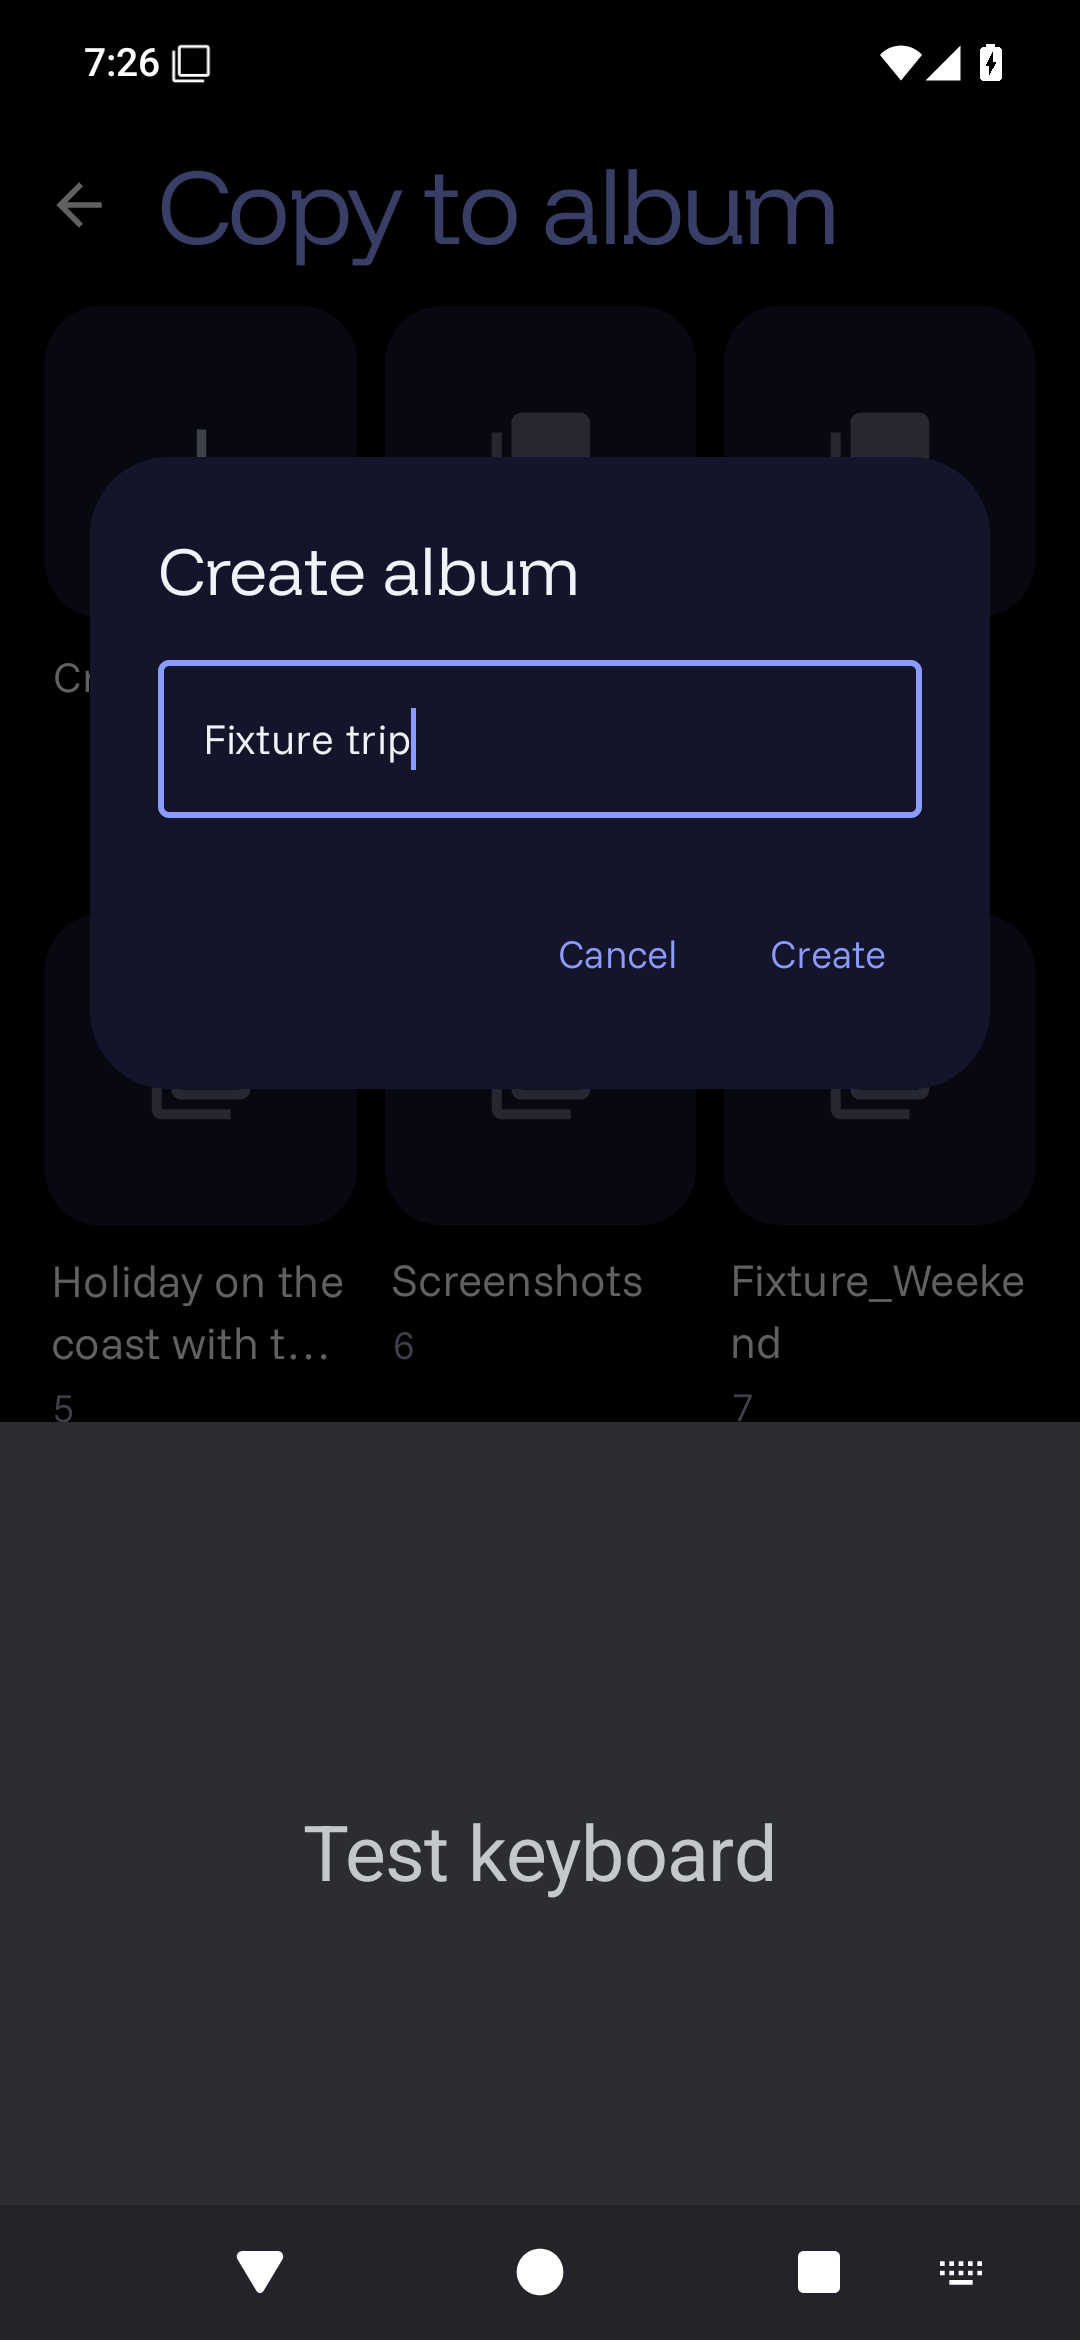 7:26
Copy to album
Create album
Fixture trip
Cancel Create
Holiday on the
coast with t...
5
Screenshots
6
Fixture_Weeke
nd
7
Test keyboard